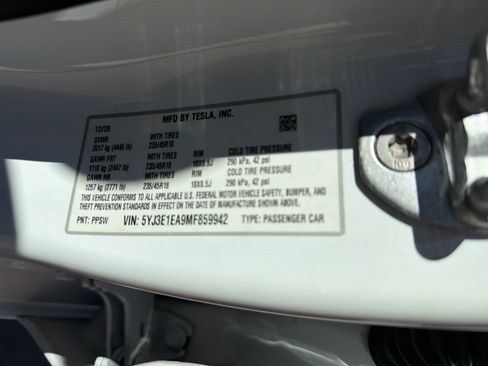 MFD BY TESLA, INC.
12/20
GVWR
2017 kg (4446 lb) WITH TIRES 235/45R18
GAWR FRT WITH TIRES RIM COLD TIRE PRESSURE
1110 kg (2447 lb) 235/45R18 18X8.5J 290 kPa, 42 psi
GAWR RR WITH TIRES RIM COLD TIRE PRESSURE
1257 kg (2771 lb) 235/45R18 18X8.5J 290 kPa, 42 psi
THIS VEHICLE CONFORMS TO ALL APPLICABLE U.S. FEDERAL MOTOR VEHICLE SAFETY, BUMPER, AND
THEFT PREVENTION STANDARDS IN EFFECT ON THE DATE OF MANUFACTURE SHOWN ABOVE.
PNT: PPSW VIN: 5YJ3E1EA9MF859942 TYPE: PASSENGER CAR